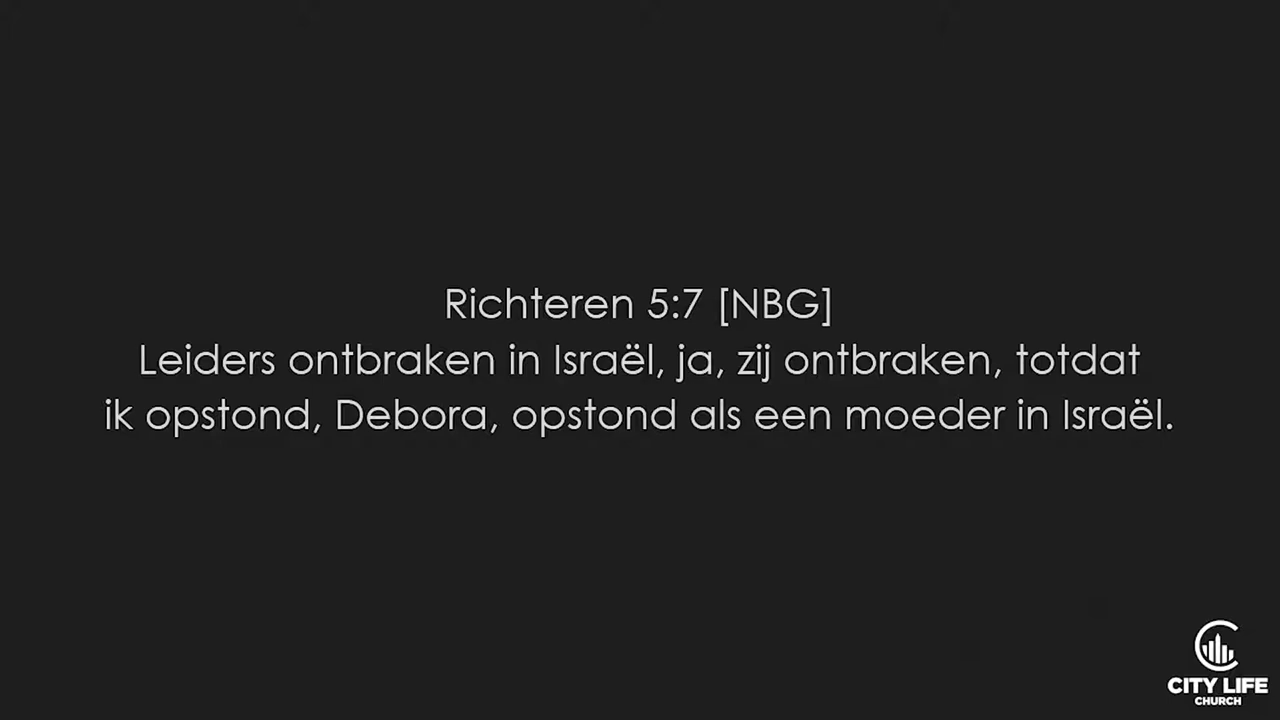 Richteren 5:7 [NBG]
Leiders ontbraken in Israël, ja, zij ontbraken, totdat
ik opstond, Debora, opstond als een moeder in Israël.
CITY LIFE
CHURCH